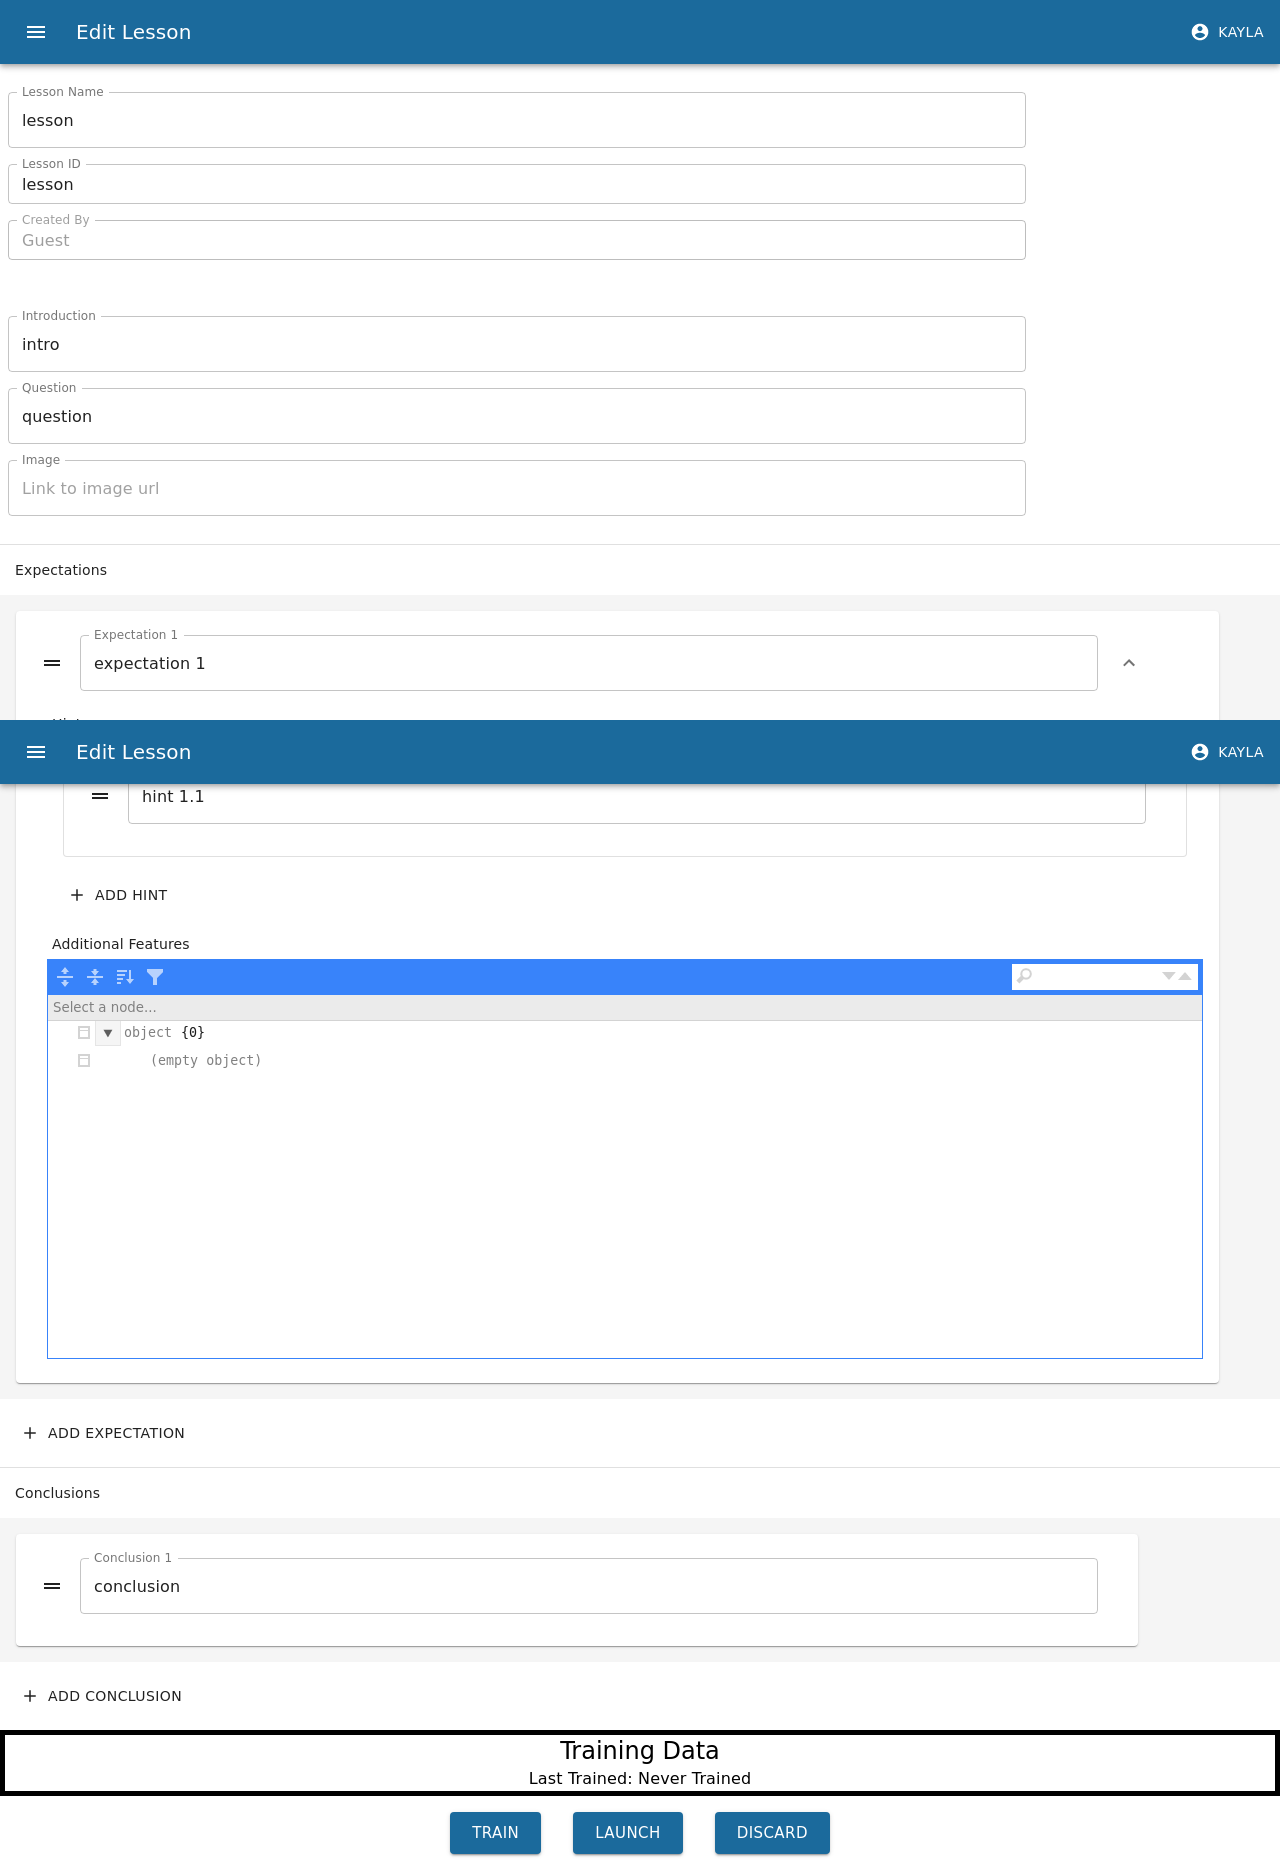 Edit Lesson
KAYLA
Lesson Name
lesson
Lesson ID
lesson
Created By
Guest
Introduction
intro
Question
question
Image
Link to image url
Expectations
Expectation 1
expectation 1
Edit Lesson
KAYLA
hint 1.1
ADD HINT
Additional Features
Select a node...
object {0}
(empty object)
ADD EXPECTATION
Conclusions
Conclusion 1
conclusion
ADD CONCLUSION
Training Data
Last Trained: Never Trained
TRAIN
LAUNCH
DISCARD